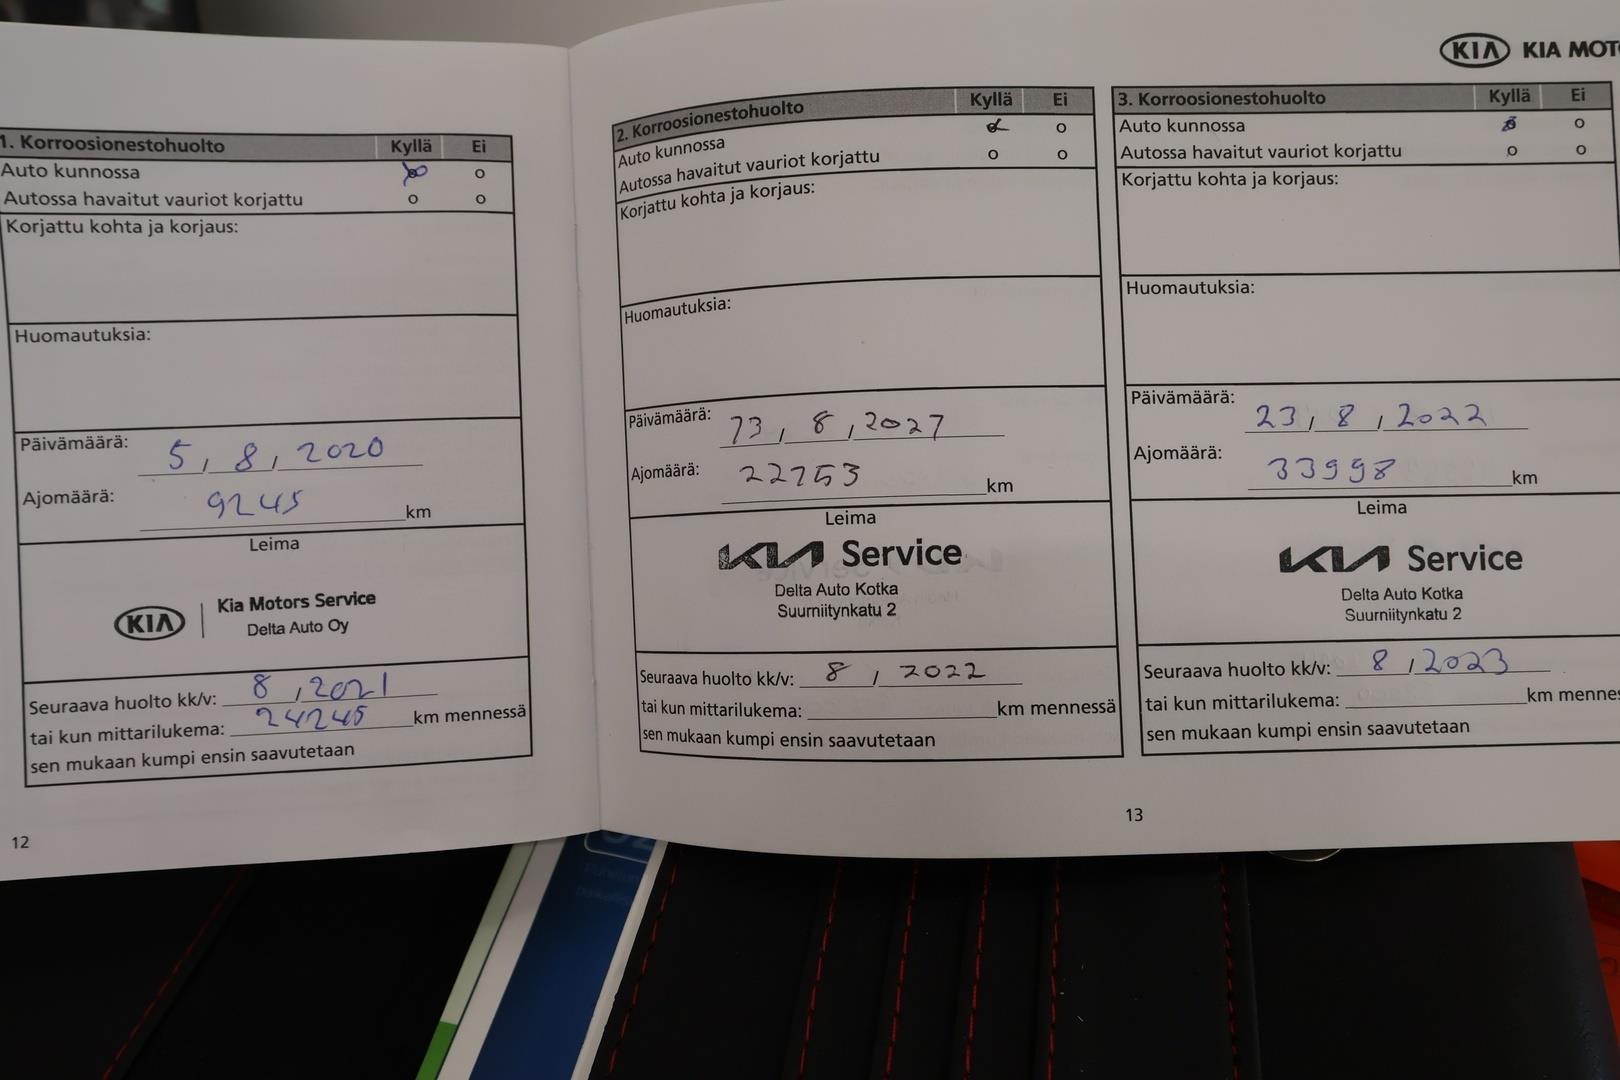 1. Korroosionestohuolto Kyllä Ei
Auto kunnossa o
Autossa havaitut vauriot korjattu o o
Korjattu kohta ja korjaus:
Huomautuksia:
Päivämäärä: 5, 8, 2020
Ajomäärä: 9245 km
Leima
KIA Kia Motors Service
Delta Auto Oy
Seuraava huolto kk/v: 8, 2021
tai kun mittarilukema: 24245 km mennessä
sen mukaan kumpi ensin saavutetaan
12
KIA KIA MOT
2. Korroosionestohuolto Kyllä Ei
Auto kunnossa o
Autossa havaitut vauriot korjattu o o
Korjattu kohta ja korjaus:
Huomautuksia:
Päivämäärä: 13, 8, 2021
Ajomäärä: 22153 km
Leima
KIA Service
Delta Auto Kotka
Suurniitynkatu 2
Seuraava huolto kk/v: 8, 2022
tai kun mittarilukema: km mennessä
sen mukaan kumpi ensin saavutetaan
3. Korroosionestohuolto Kyllä Ei
Auto kunnossa o
Autossa havaitut vauriot korjattu o o
Korjattu kohta ja korjaus:
Huomautuksia:
Päivämäärä: 23, 8, 2022
Ajomäärä: 33998 km
Leima
KIA Service
Delta Auto Kotka
Suurniitynkatu 2
Seuraava huolto kk/v: 8, 2023
tai kun mittarilukema: km mennes
sen mukaan kumpi ensin saavutetaan
13